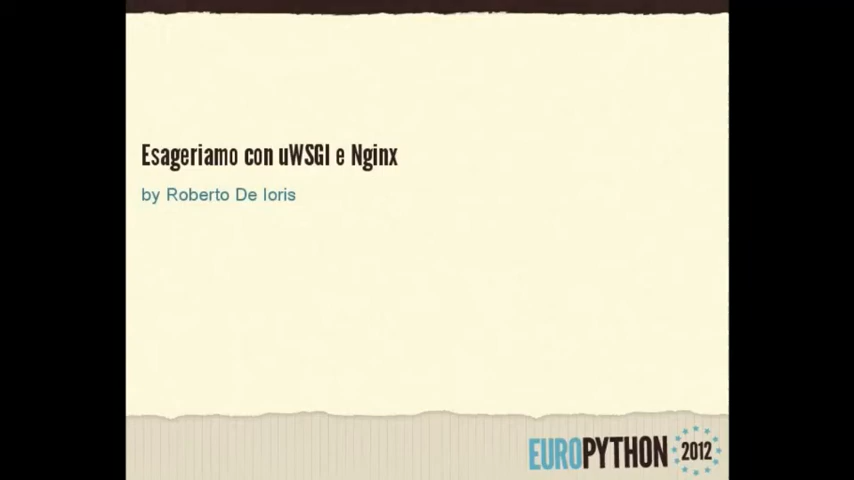 Esageriamo con uWSGI e Nginx
by Roberto De Ioris
EUROPYTHON 2012